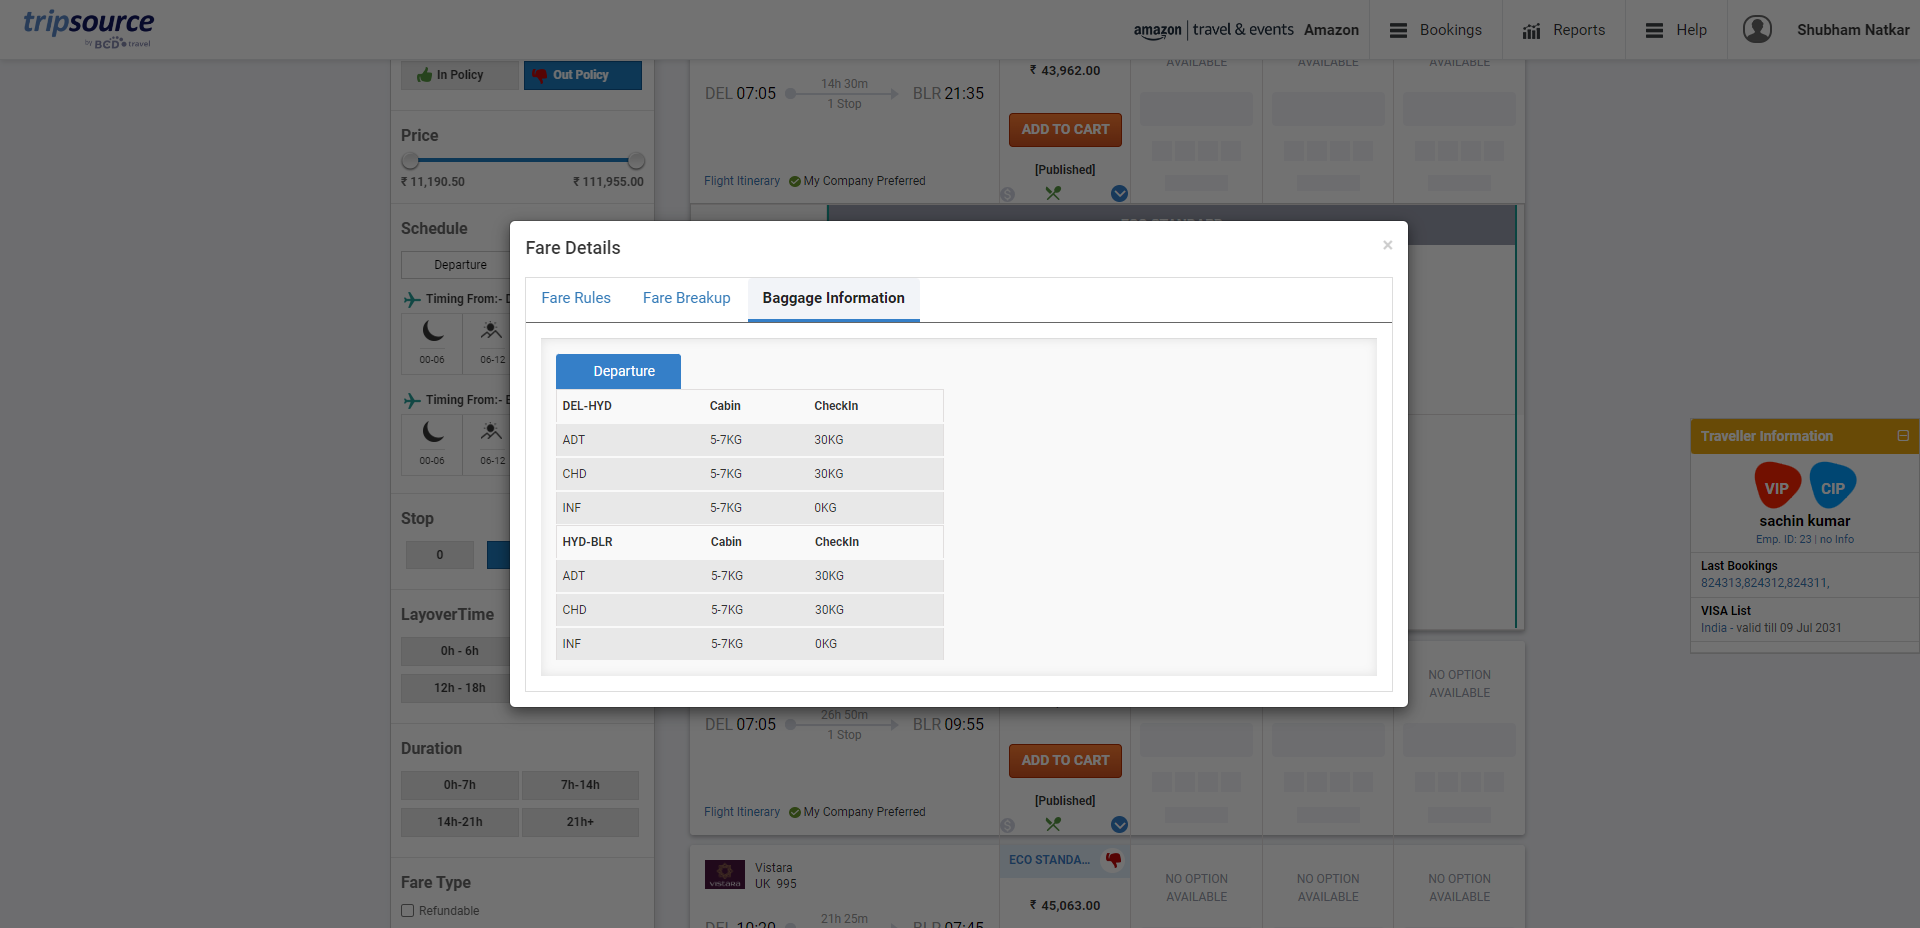 tripsource
by BCD travel
amazon travel & events Amazon
Bookings
Reports
Help
Shubham Natkar
In Policy
Out Policy
Price
₹ 11,190.50
₹ 111,955.00
Schedule
Departure
Timing From:- D
00-06
06-12
Timing From:- B
00-06
06-12
Stop
0
LayoverTime
0h - 6h
12h - 18h
Duration
0h-7h
7h-14h
14h-21h
21h+
Fare Type
Refundable
₹ 43,962.00
AVAILABLE
AVAILABLE
AVAILABLE
14h 30m
DEL 07:05
BLR 21:35
1 Stop
ADD TO CART
[Published]
Flight Itinerary
My Company Preferred
Fare Details
×
Fare Rules
Fare Breakup
Baggage Information
Departure
DEL-HYD Cabin CheckIn
ADT 5-7KG 30KG
CHD 5-7KG 30KG
INF 5-7KG 0KG
HYD-BLR Cabin CheckIn
ADT 5-7KG 30KG
CHD 5-7KG 30KG
INF 5-7KG 0KG
NO OPTION
AVAILABLE
26h 50m
DEL 07:05
BLR 09:55
1 Stop
ADD TO CART
[Published]
Flight Itinerary
My Company Preferred
VISTARA
Vistara
UK 995
ECO STANDA...
₹ 45,063.00
NO OPTION
AVAILABLE
NO OPTION
AVAILABLE
NO OPTION
AVAILABLE
21h 25m
DEL 10:20
BLR 07:45
Traveller Information
VIP
CIP
sachin kumar
Emp. ID: 23 | no Info
Last Bookings
824313,824312,824311,
VISA List
India - valid till 09 Jul 2031